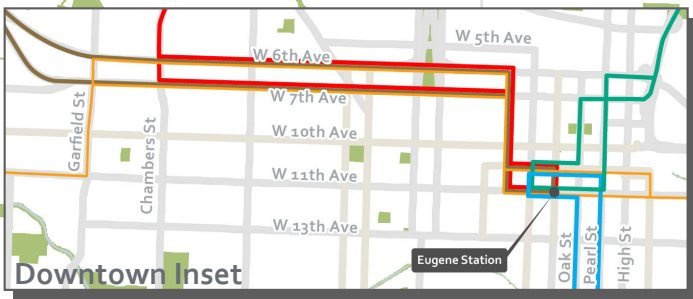 W 5th Ave
W 6th Ave
W 7th Ave
Garfield St
Chambers St
W 10th Ave
W 11th Ave
W 13th Ave
Eugene Station
Oak St
Pearl St
High St
Downtown Inset